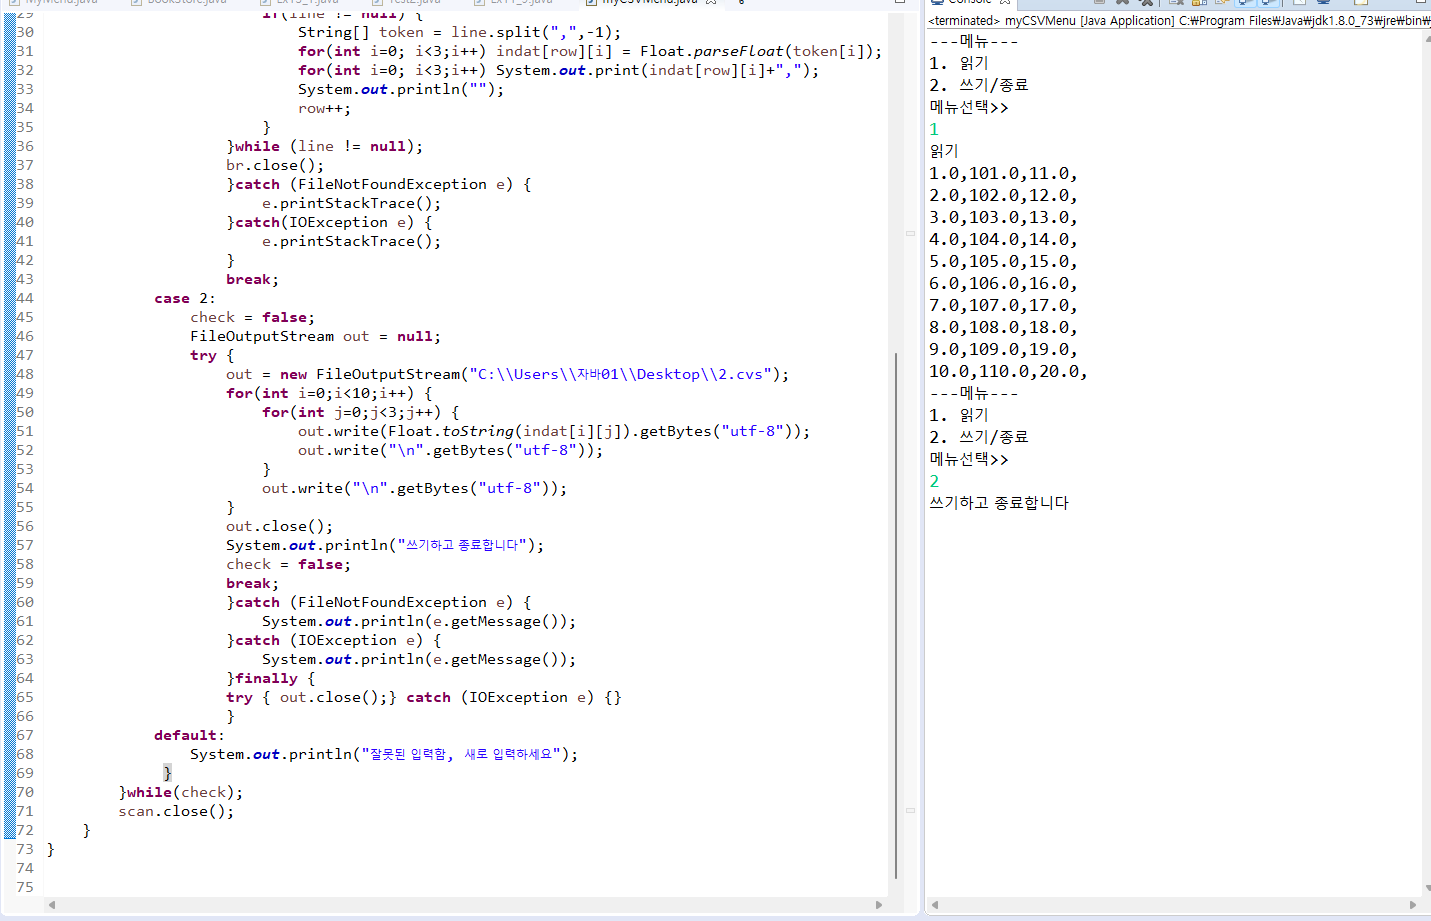 MyMenu.java BookStore.java Ex13_1.java Test2.java Ex11_5.java myCSVMenu.java
29 if(line != null) {
30 String[] token = line.split(",",-1);
31 for(int i=0; i<3;i++) indat[row][i] = Float.parseFloat(token[i]);
32 for(int i=0; i<3;i++) System.out.print(indat[row][i]+",");
33 System.out.println("");
34 row++;
35 }
36 }while (line != null);
37 br.close();
38 }catch (FileNotFoundException e) {
39 e.printStackTrace();
40 }catch(IOException e) {
41 e.printStackTrace();
42 }
43 break;
44 case 2:
45 check = false;
46 FileOutputStream out = null;
47 try {
48 out = new FileOutputStream("C:\\Users\\자바01\\Desktop\\2.cvs");
49 for(int i=0;i<10;i++) {
50 for(int j=0;j<3;j++) {
51 out.write(Float.toString(indat[i][j]).getBytes("utf-8"));
52 out.write("\n".getBytes("utf-8"));
53 }
54 out.write("\n".getBytes("utf-8"));
55 }
56 out.close();
57 System.out.println("쓰기하고 종료합니다");
58 check = false;
59 break;
60 }catch (FileNotFoundException e) {
61 System.out.println(e.getMessage());
62 }catch (IOException e) {
63 System.out.println(e.getMessage());
64 }finally {
65 try { out.close();} catch (IOException e) {}
66 }
67 default:
68 System.out.println("잘못된 입력함, 새로 입력하세요");
69 }
70 }while(check);
71 scan.close();
72 }
73 }
74
75
Console
<terminated> myCSVMenu [Java Application] C:₩Program Files₩Java₩jdk1.8.0_73₩jre₩bin₩
---메뉴---
1. 읽기
2. 쓰기/종료
메뉴선택>>
1
읽기
1.0,101.0,11.0,
2.0,102.0,12.0,
3.0,103.0,13.0,
4.0,104.0,14.0,
5.0,105.0,15.0,
6.0,106.0,16.0,
7.0,107.0,17.0,
8.0,108.0,18.0,
9.0,109.0,19.0,
10.0,110.0,20.0,
---메뉴---
1. 읽기
2. 쓰기/종료
메뉴선택>>
2
쓰기하고 종료합니다